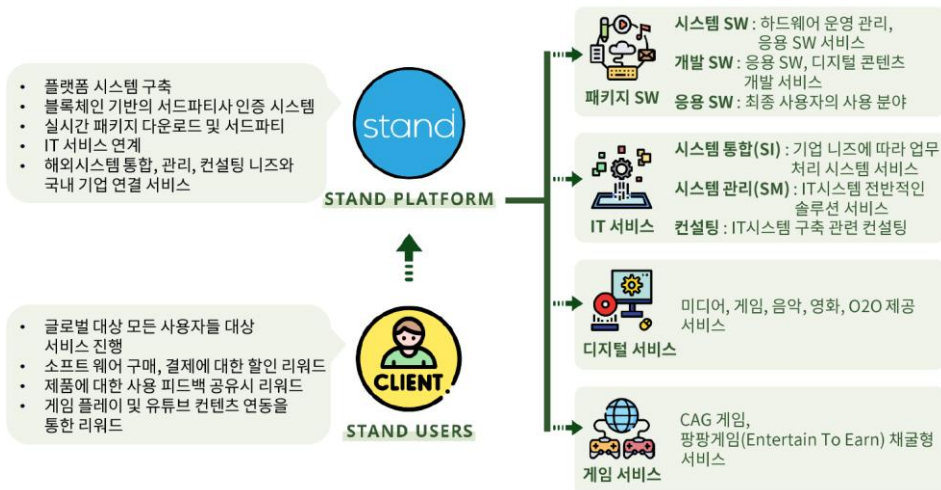 • 플랫폼 시스템 구축
• 블록체인 기반의 서드파티사 인증 시스템
• 실시간 패키지 다운로드 및 서드파티
• IT 서비스 연계
• 해외시스템 통합, 관리, 컨설팅 니즈와
국내 기업 연결 서비스
stand
STAND PLATFORM
• 글로벌 대상 모든 사용자들 대상
서비스 진행
• 소프트 웨어 구매, 결제에 대한 할인 리워드
• 제품에 대한 사용 피드백 공유시 리워드
• 게임 플레이 및 유튜브 컨텐츠 연동을
통한 리워드
CLIENT
STAND USERS
패키지 SW
시스템 SW : 하드웨어 운영 관리,
응용 SW 서비스
개발 SW : 응용 SW, 디지털 콘텐츠
개발 서비스
응용 SW : 최종 사용자의 사용 분야
IT 서비스
시스템 통합(SI) : 기업 니즈에 따라 업무
처리 시스템 서비스
시스템 관리(SM) : IT시스템 전반적인
솔루션 서비스
컨설팅 : IT시스템 구축 관련 컨설팅
디지털 서비스
미디어, 게임, 음악, 영화, O2O 제공
서비스
게임 서비스
CAG 게임,
팡팡게임(Entertain To Earn) 채굴형
서비스